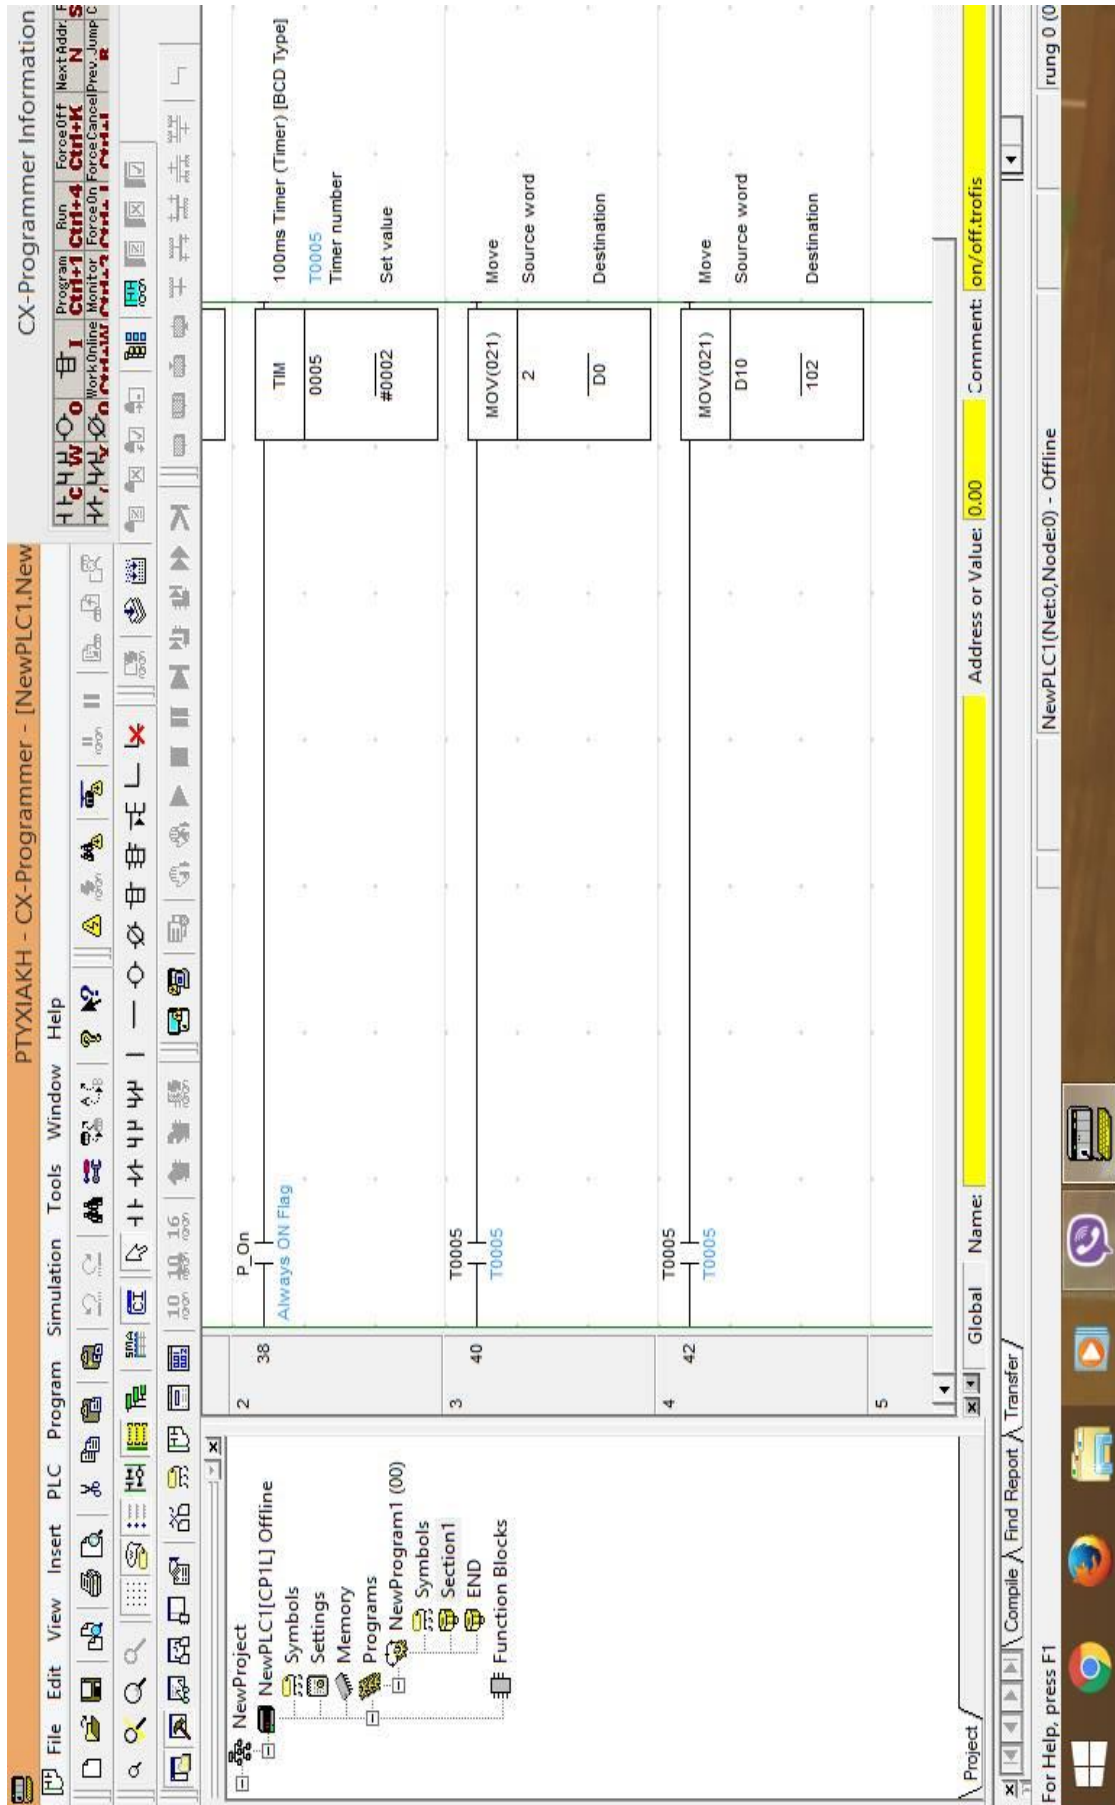 PTYXIAKH - CX-Programmer - [NewPLC1.New
CX-Programmer Information
File Edit View Insert PLC Program Simulation Tools Window Help
C W O I
Program Run Force Off Next Addr.
Ctrl+1 Ctrl+4 Ctrl+K N
Work Online Monitor Force On Force Cancel Prev. Jump
Ctrl+W Ctrl+3 Ctrl+J Ctrl+L B
NewProject
NewPLC1[CP1L] Offline
Symbols
Settings
Memory
Programs
NewProgram1 (00)
Symbols
Section1
END
Function Blocks
Project
2
38
P_On
Always ON Flag
TIM
100ms Timer (Timer) [BCD Type]
0005
T0005
Timer number
#0002
Set value
3
40
T0005
T0005
MOV(021)
Move
2
Source word
D0
Destination
4
42
T0005
T0005
MOV(021)
Move
D10
Source word
102
Destination
5
Global Name: Address or Value: 0.00 Comment: on/off.trofis
Compile Find Report Transfer
For Help, press F1
NewPLC1(Net:0,Node:0) - Offline
rung 0 (0